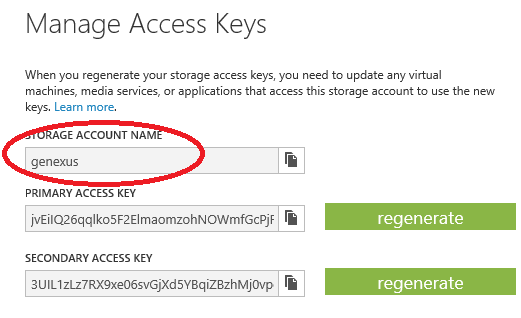 Manage Access Keys
When you regenerate your storage access keys, you need to update any virtual
machines, media services, or applications that access this storage account to use the new
keys. Learn more.
STORAGE ACCOUNT NAME
genexus
PRIMARY ACCESS KEY
regenerate
SECONDARY ACCESS KEY
regenerate